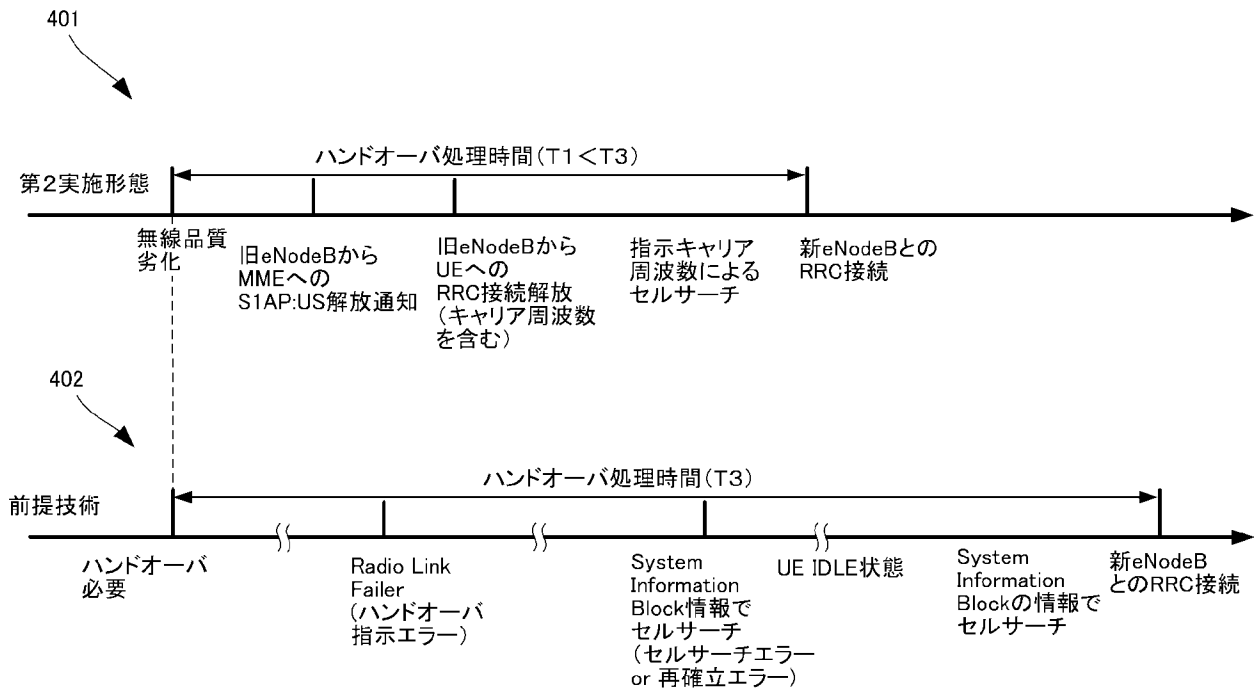 401
ハンドオーバ処理時間(T1<T3)
第2実施形態
無線品質
劣化
旧eNodeBから
MMEへの
S1AP:US解放通知
旧eNodeBから
UEへの
RRC接続解放
(キャリア周波数
を含む)
指示キャリア
周波数による
セルサーチ
新eNodeBとの
RRC接続
402
ハンドオーバ処理時間(T3)
前提技術
ハンドオーバ
必要
Radio Link
Failer
(ハンドオーバ
指示エラー)
System
Information
Block情報で
セルサーチ
(セルサーチエラー
or 再確立エラー)
UE IDLE状態
System
Information
Blockの情報で
セルサーチ
新eNodeB
とのRRC接続